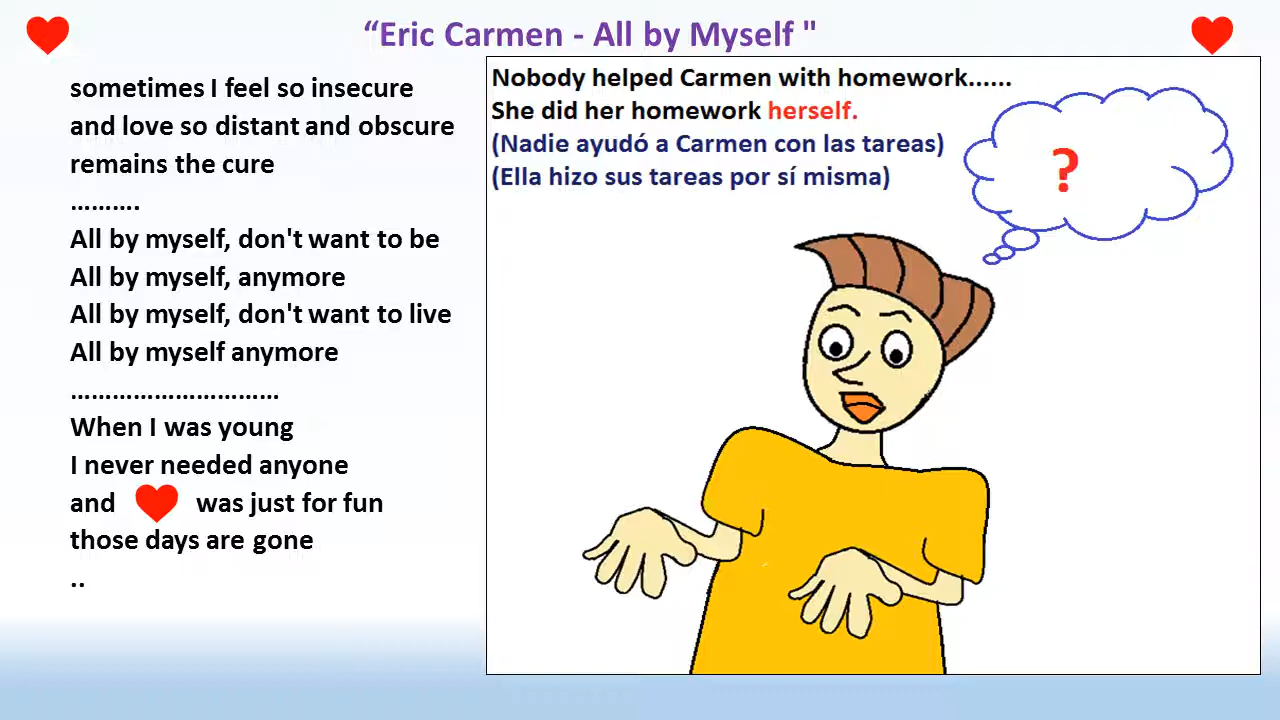 “Eric Carmen - All by Myself "
sometimes I feel so insecure
and love so distant and obscure
remains the cure
..........
All by myself, don't want to be
All by myself, anymore
All by myself, don't want to live
All by myself anymore
..............................
When I was young
I never needed anyone
and was just for fun
those days are gone
..
Nobody helped Carmen with homework......
She did her homework herself.
(Nadie ayudó a Carmen con las tareas)
(Ella hizo sus tareas por sí misma)
?